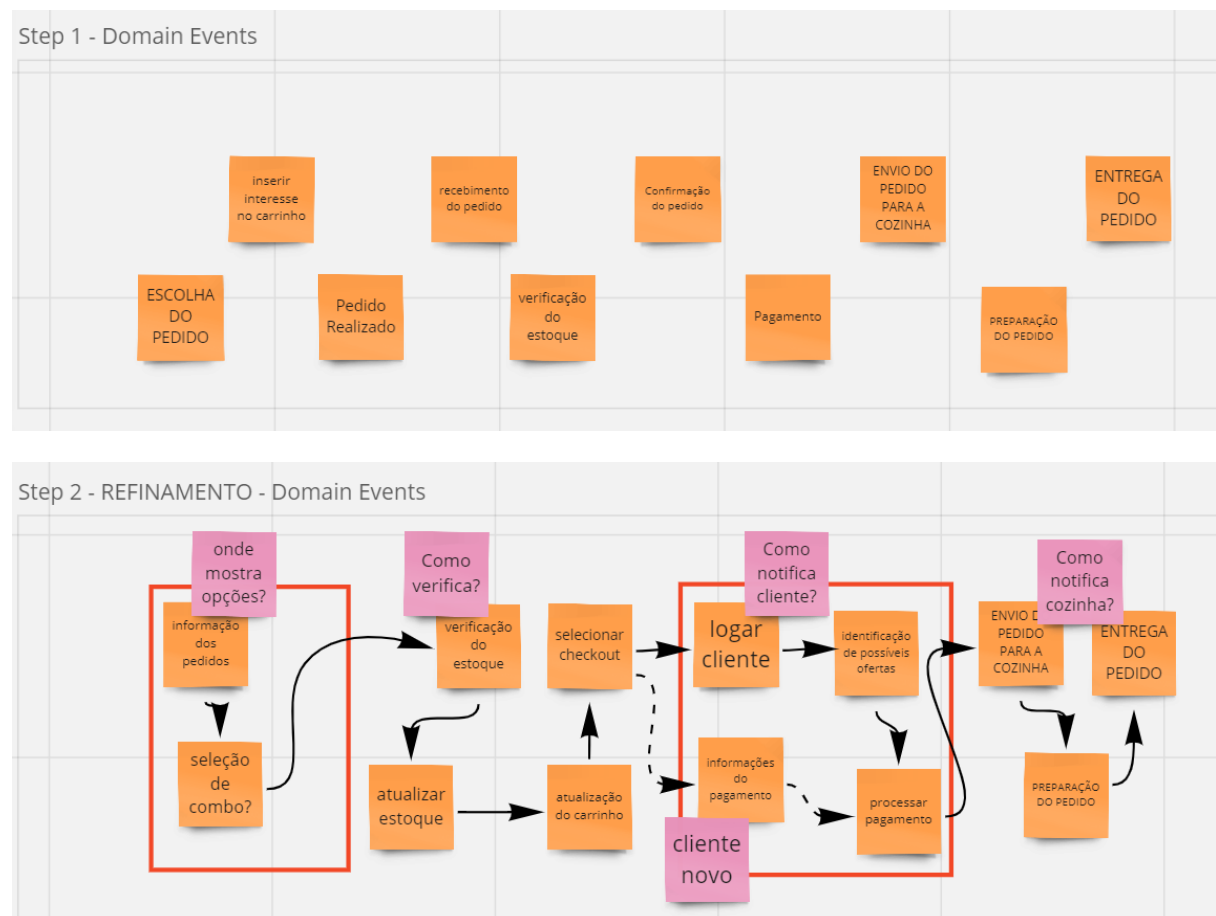 Step 1 - Domain Events
inserir
interesse
no carrinho
recebimento
do pedido
Confirmação
do pedido
ENVIO DO
PEDIDO
PARA A
COZINHA
ENTREGA
DO
PEDIDO
ESCOLHA
DO
PEDIDO
Pedido
Realizado
verificação
do
estoque
Pagamento
PREPARAÇÃO
DO PEDIDO
Step 2 - REFINAMENTO - Domain Events
onde
mostra
opções?
informação
dos
pedidos
seleção
de
combo?
Como
verifica?
verificação
do
estoque
atualizar
estoque
atualização
do carrinho
selecionar
checkout
Como
notifica
cliente?
logar
cliente
identificação
de possíveis
ofertas
informações
do
pagamento
cliente
novo
processar
pagamento
Como
notifica
cozinha?
ENVIO D
PEDIDO
PARA A
COZINHA
PREPARAÇÃO
DO PEDIDO
ENTREGA
DO
PEDIDO